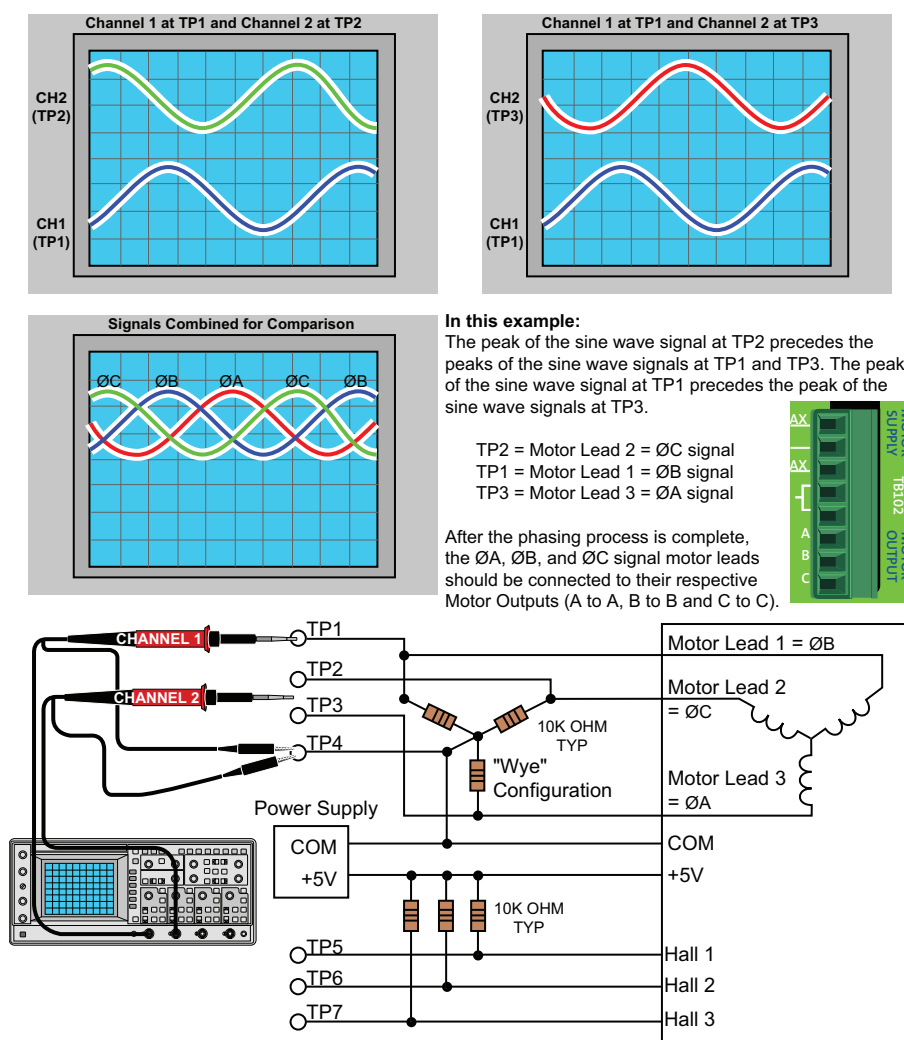 Channel 1 at TP1 and Channel 2 at TP2
CH2
(TP2)
CH1
(TP1)
Channel 1 at TP1 and Channel 2 at TP3
CH2
(TP3)
CH1
(TP1)
Signals Combined for Comparison
ØC ØB ØA ØC ØB
In this example:
The peak of the sine wave signal at TP2 precedes the
peaks of the sine wave signals at TP1 and TP3. The peak
of the sine wave signal at TP1 precedes the peak of the
sine wave signals at TP3.
TP2 = Motor Lead 2 = ØC signal
TP1 = Motor Lead 1 = ØB signal
TP3 = Motor Lead 3 = ØA signal
After the phasing process is complete,
the ØA, ØB, and ØC signal motor leads
should be connected to their respective
Motor Outputs (A to A, B to B and C to C).
AX
AX
A
B
C
MOTOR
SUPPLY
TB102
MOTOR
OUTPUT
CHANNEL 1
TP1
TP2
CHANNEL 2
TP3
TP4
Motor Lead 1 = ØB
Motor Lead 2
= ØC
10K OHM
TYP
"Wye"
Configuration
Motor Lead 3
= ØA
Power Supply
COM
+5V
COM
+5V
10K OHM
TYP
TP5
Hall 1
TP6
Hall 2
TP7
Hall 3